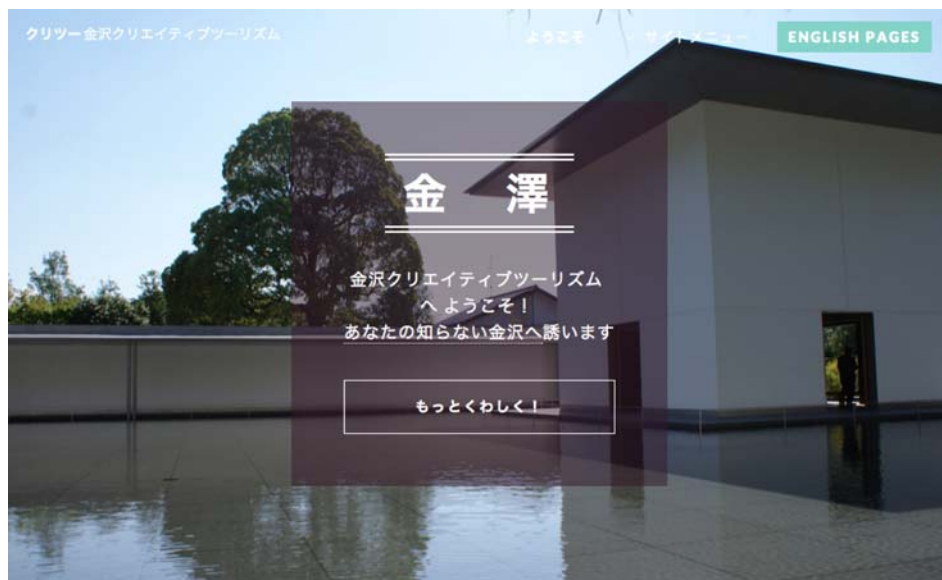 クリツー 金沢クリエイティブツーリズム
ようこそ
サイトメニュー
ENGLISH PAGES
金 澤
金沢クリエイティブツーリズム
へ ようこそ！
あなたの知らない金沢へ誘います
もっとくわしく！